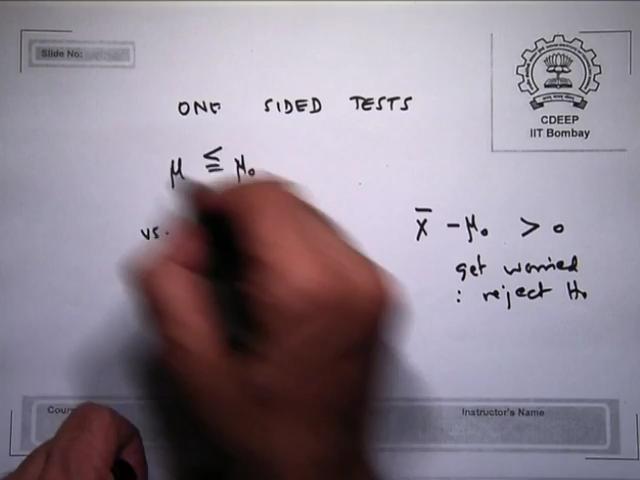 Slide No:
CDEEP
IIT Bombay
ONE SIDED TESTS
μ ≦ μ₀
vs.
x̄ - μ₀ > 0
get worried
: reject H₀
Instructor's Name